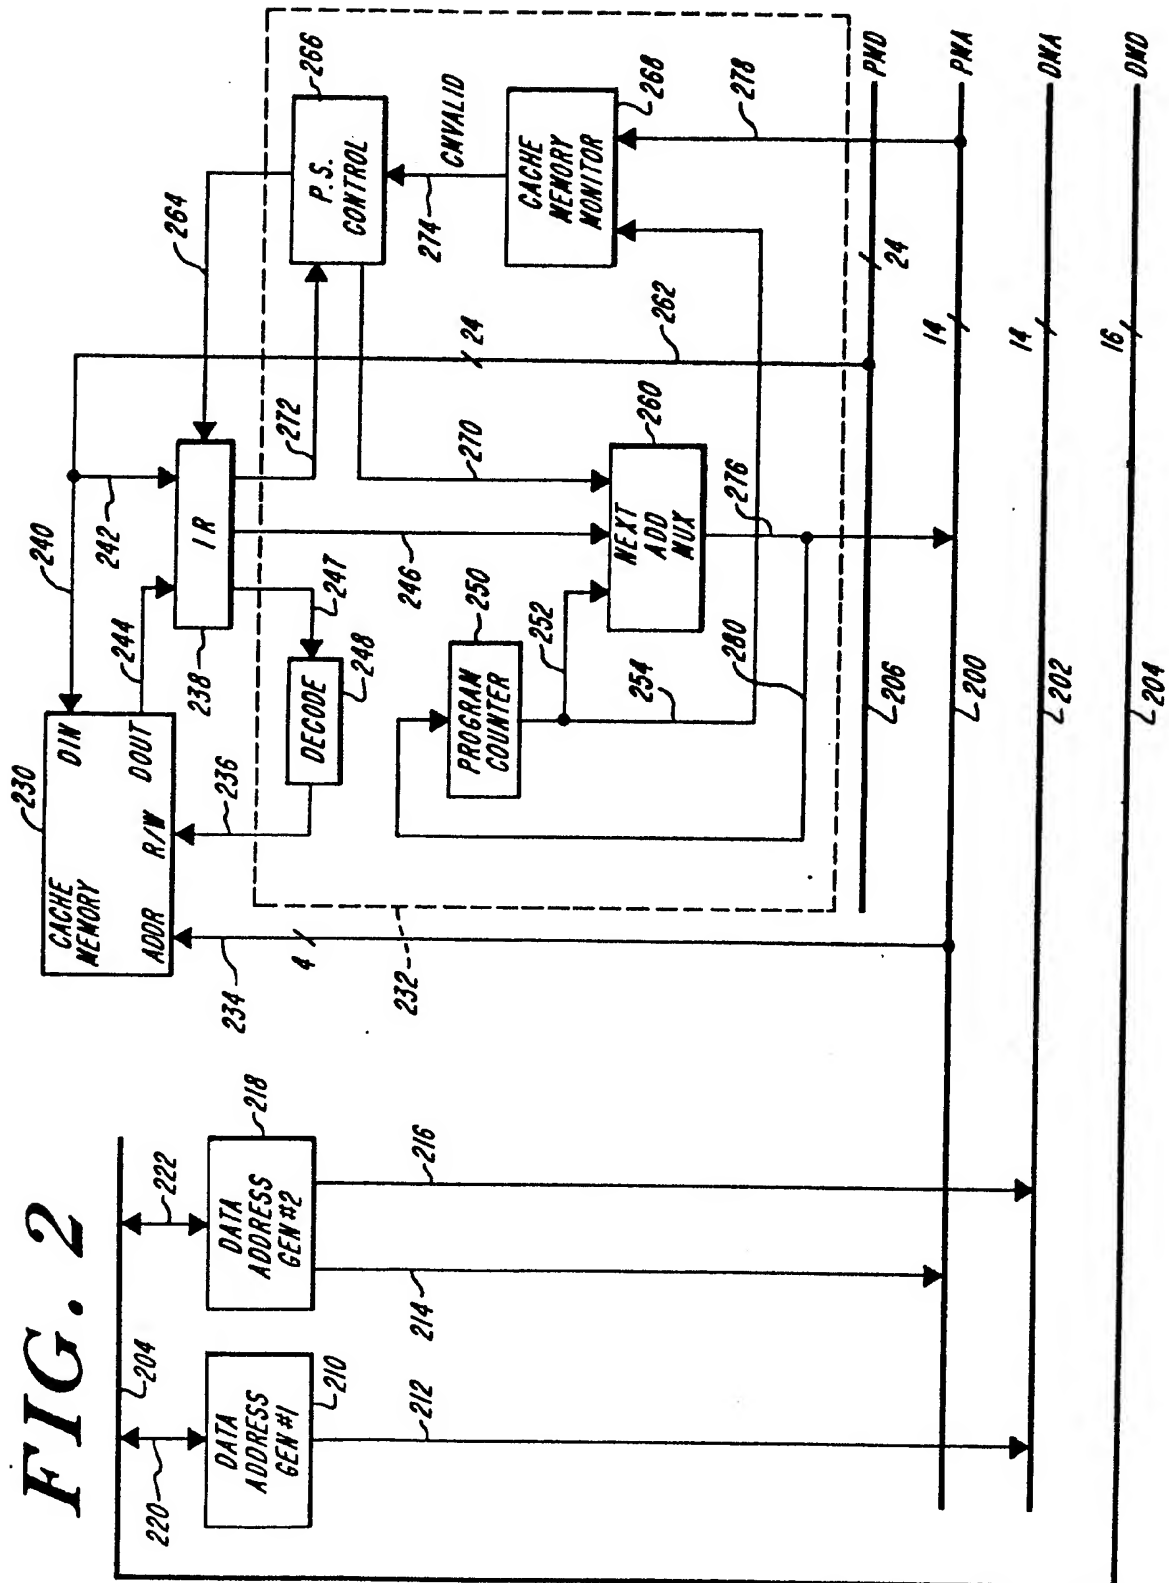 FIG. 2
204
220
222
DATA
ADDRESS
GEN #1
210
DATA
ADDRESS
GEN #2
218
212
214
216
230
CACHE
MEMORY
DIN
ADDR
R/W
DOUT
240
264
266
234
4
236
244
238
IR
242
272
24
262
P.S.
CONTROL
274
CMVALID
CACHE
MEMORY
MONITOR
268
278
232
DECODE
248
247
246
270
PROGRAM
COUNTER
250
252
254
NEXT
ADD
MUX
260
276
280
206
24
PMD
200
14
PMA
202
14
DMA
204
16
DMD